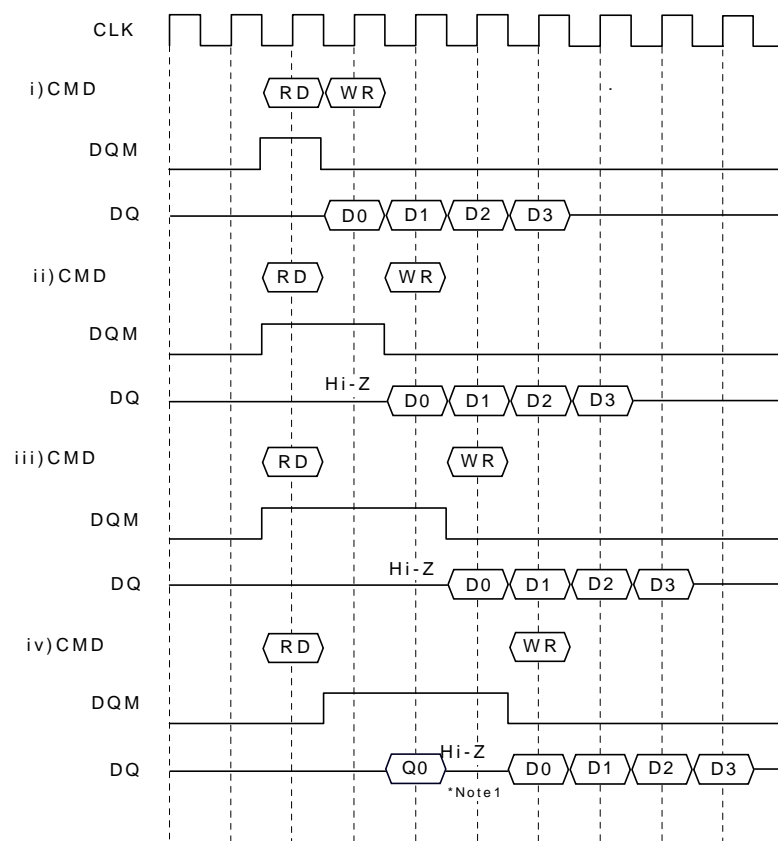 CLK
i)CMD RD WR
DQM
DQ D0 D1 D2 D3
ii)CMD RD WR
DQM
Hi-Z
DQ D0 D1 D2 D3
iii)CMD RD WR
DQM
Hi-Z
DQ D0 D1 D2 D3
iv)CMD RD WR
DQM
Hi-Z
DQ Q0 D0 D1 D2 D3
*Note1